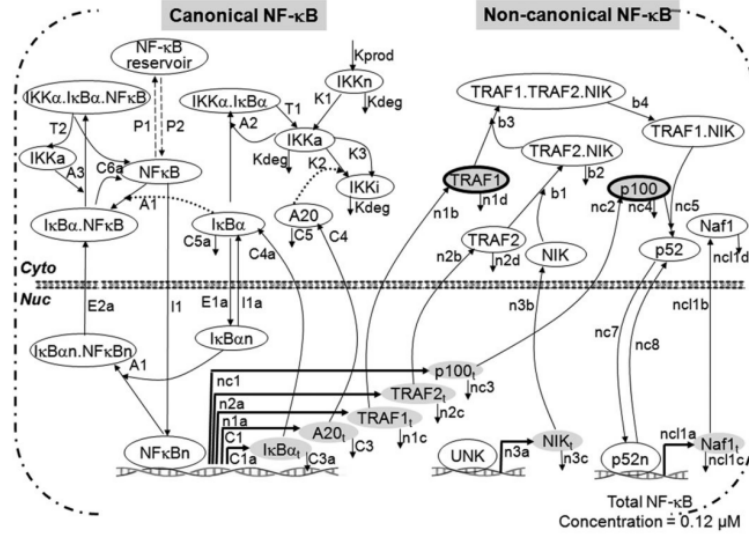 Canonical NF-κB
Non-canonical NF-κB
NF-κB
reservoir
Kprod
IKKn
Kdeg
IKKα.IκBα.NFκB
IKKα.IκBα
T1
K1
TRAF1.TRAF2.NIK
b4
T2
P1
P2
A2
b3
TRAF1.NIK
IKKa
IKKa
K3
TRAF2.NIK
C6a
NFκB
Kdeg
K2
A3
IKKi
TRAF1
b2
p100
A1
Kdeg
n1b
n1d
b1
nc2
nc4
nc5
IκBα.NFκB
IκBα
A20
Naf1
C5a
C4a
C5
C4
TRAF2
NIK
p52
n2b
n2d
ncl1d
Cyto
Nuc
E2a
I1
E1a
I1a
n3b
ncl1b
IκBαn
nc7
nc8
IκBαn.NFκBn
A1
nc1
p100t
nc3
n2a
TRAF2t
n2c
n1a
TRAF1t
n1c
C1
A20t
C3
C1a
IκBαt
C3a
NFκBn
UNK
n3a
NIKt
n3c
p52n
ncl1a
Naf1t
ncl1c
Total NF-κB
Concentration = 0.12 μM